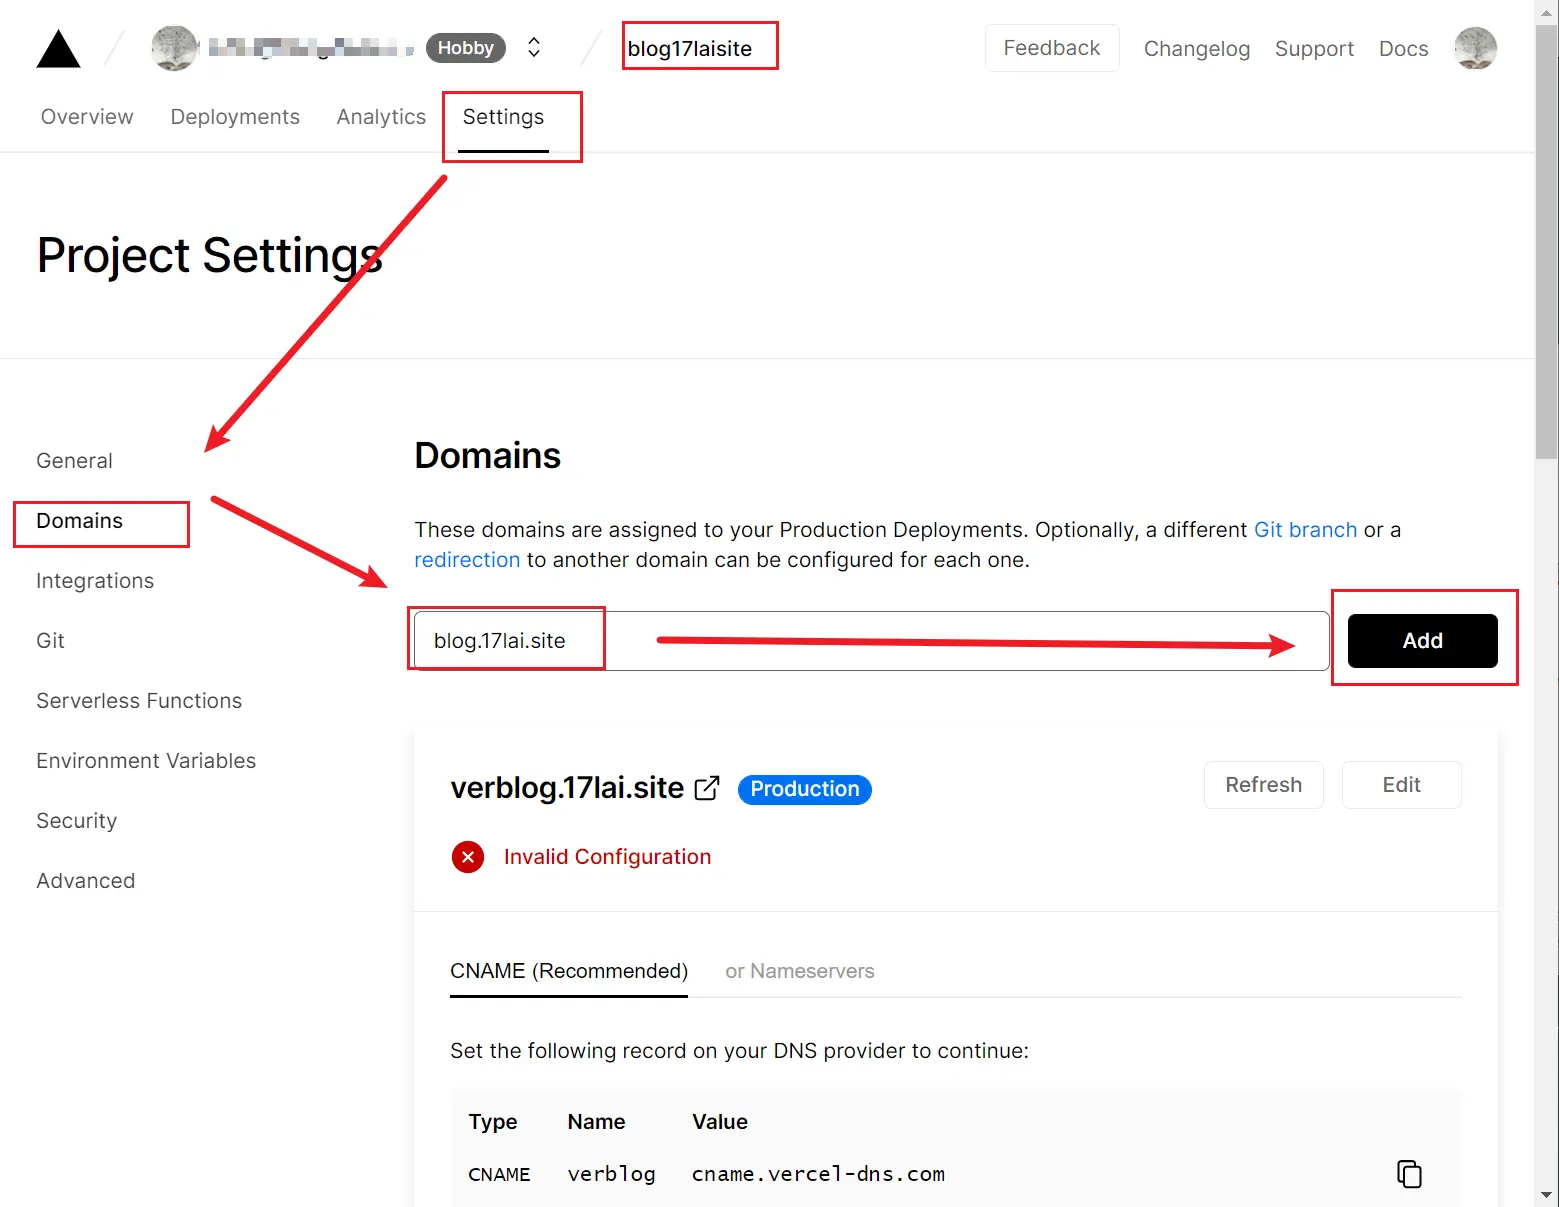 Hobby
blog17laisite
Feedback
Changelog
Support
Docs
Overview
Deployments
Analytics
Settings
Project Settings
General
Domains
Integrations
Git
Serverless Functions
Environment Variables
Security
Advanced
Domains
These domains are assigned to your Production Deployments. Optionally, a different Git branch or a
redirection to another domain can be configured for each one.
blog.17lai.site
Add
verblog.17lai.site
Production
Refresh
Edit
Invalid Configuration
CNAME (Recommended)
or Nameservers
Set the following record on your DNS provider to continue:
Type Name Value
CNAME verblog cname.vercel-dns.com